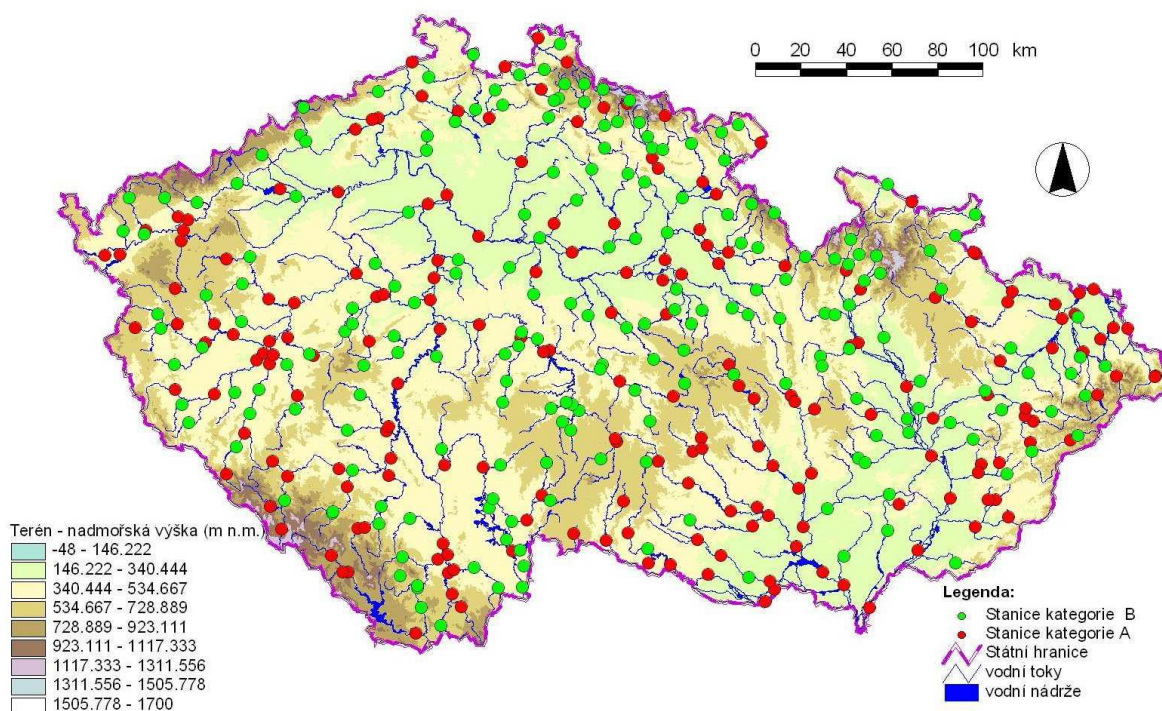 0 20 40 60 80 100 km
Terén - nadmořská výška (m n.m.)
-48 - 146.222
146.222 - 340.444
340.444 - 534.667
534.667 - 728.889
728.889 - 923.111
923.111 - 1117.333
1117.333 - 1311.556
1311.556 - 1505.778
1505.778 - 1700
Legenda:
Stanice kategorie B
Stanice kategorie A
Státní hranice
vodní toky
vodní nádrže